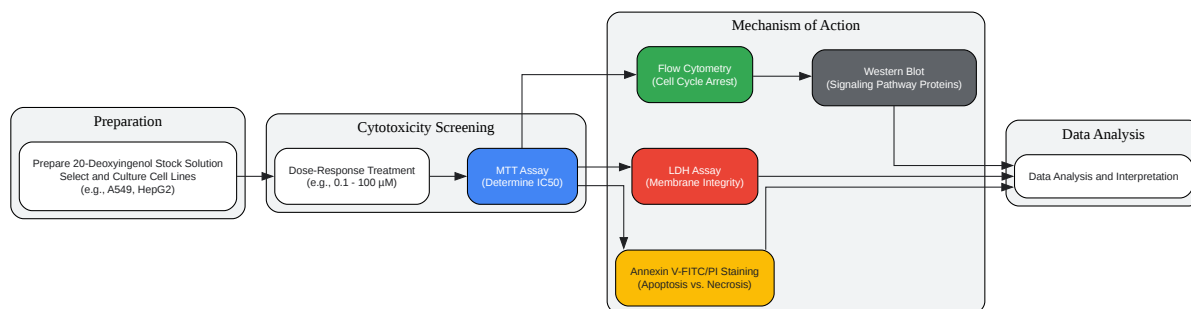 Preparation
Prepare 20-Deoxyingenol Stock Solution
Select and Culture Cell Lines
(e.g., A549, HepG2)
Cytotoxicity Screening
Dose-Response Treatment
(e.g., 0.1 - 100 µM)
MTT Assay
(Determine IC50)
Mechanism of Action
Flow Cytometry
(Cell Cycle Arrest)
Western Blot
(Signaling Pathway Proteins)
LDH Assay
(Membrane Integrity)
Annexin V-FITC/PI Staining
(Apoptosis vs. Necrosis)
Data Analysis
Data Analysis and Interpretation